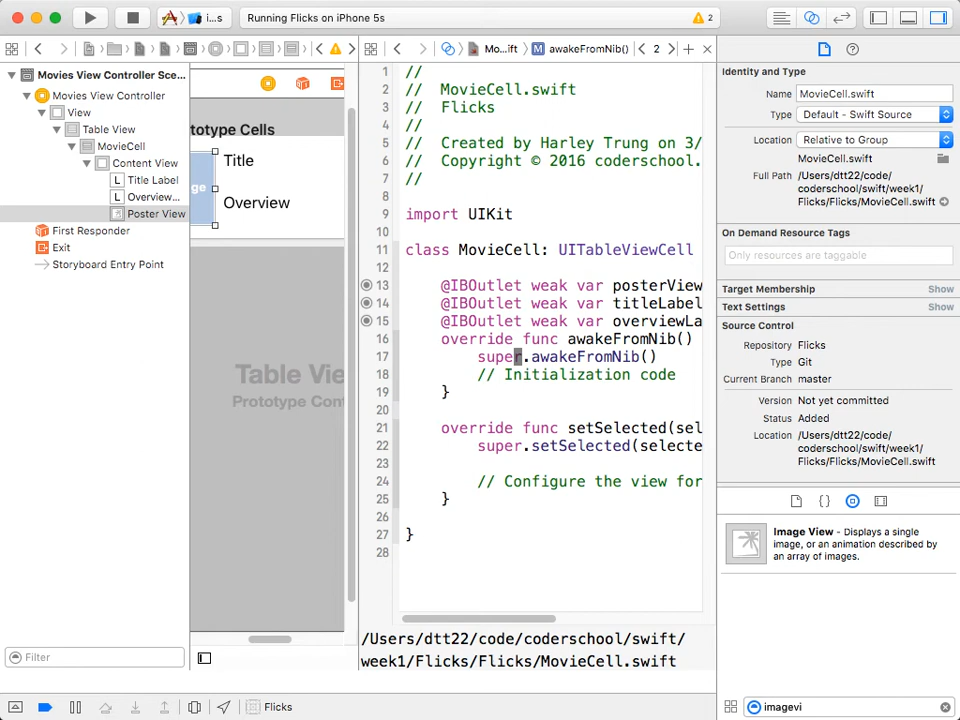 i...s
Running Flicks on iPhone 5s
2
Mo...ift
M awakeFromNib()
2
Movies View Controller Sce...
Movies View Controller
View
Table View
MovieCell
Content View
L Title Label
L Overview...
Poster View
First Responder
Exit
Storyboard Entry Point
Filter
totype Cells
ge
Title
Overview
Table Vie
Prototype Cont
1 //
2 // MovieCell.swift
3 // Flicks
4 //
5 // Created by Harley Trung on 3/
6 // Copyright © 2016 coderschool.
7 //
8
9 import UIKit
10
11 class MovieCell: UITableViewCell
12
13 @IBOutlet weak var posterView
14 @IBOutlet weak var titleLabel
15 @IBOutlet weak var overviewLa
16 override func awakeFromNib()
17 super.awakeFromNib()
18 // Initialization code
19 }
20
21 override func setSelected(sel
22 super.setSelected(selecte
23
24 // Configure the view for
25 }
26
27 }
28
/Users/dtt22/code/coderschool/swift/
week1/Flicks/Flicks/MovieCell.swift
Identity and Type
Name MovieCell.swift
Type Default - Swift Source
Location Relative to Group
MovieCell.swift
Full Path /Users/dtt22/code/
coderschool/swift/week1/
Flicks/Flicks/MovieCell.swift
On Demand Resource Tags
Only resources are taggable
Target Membership Show
Text Settings Show
Source Control
Repository Flicks
Type Git
Current Branch master
Version Not yet committed
Status Added
Location /Users/dtt22/code/
coderschool/swift/week1/
Flicks/Flicks/MovieCell.swift
{}
Image View - Displays a single
image, or an animation described by
an array of images.
Flicks
imagevi